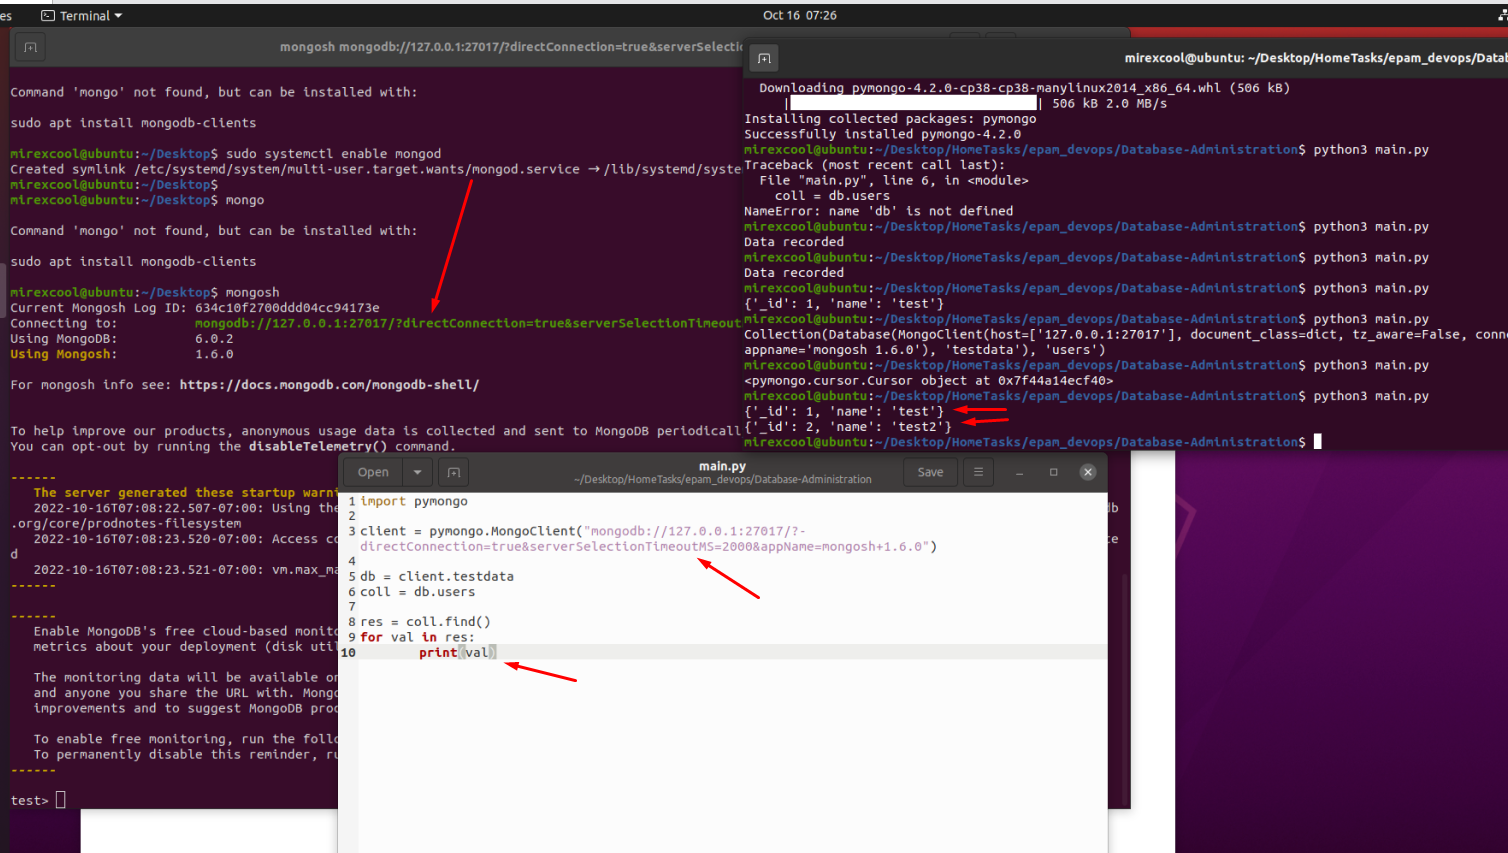 es
Terminal
Oct 16 07:26
mongosh mongodb://127.0.0.1:27017/?directConnection=true&serverSelectio
Command 'mongo' not found, but can be installed with:
sudo apt install mongodb-clients
mirexcool@ubuntu:~/Desktop$ sudo systemctl enable mongod
Created symlink /etc/systemd/system/multi-user.target.wants/mongod.service → /lib/systemd/syste
mirexcool@ubuntu:~/Desktop$
mirexcool@ubuntu:~/Desktop$ mongo
Command 'mongo' not found, but can be installed with:
sudo apt install mongodb-clients
mirexcool@ubuntu:~/Desktop$ mongosh
Current Mongosh Log ID: 634c10f2700ddd04cc94173e
Connecting to: mongodb://127.0.0.1:27017/?directConnection=true&serverSelectionTimeout
Using MongoDB: 6.0.2
Using Mongosh: 1.6.0
For mongosh info see: https://docs.mongodb.com/mongodb-shell/
To help improve our products, anonymous usage data is collected and sent to MongoDB periodicall
You can opt-out by running the disableTelemetry() command.
------
The server generated these startup warni
2022-10-16T07:08:22.507-07:00: Using the
db
.org/core/prodnotes-filesystem
2022-10-16T07:08:23.520-07:00: Access co
te
d
2022-10-16T07:08:23.521-07:00: vm.max_ma
------
------
Enable MongoDB's free cloud-based monito
metrics about your deployment (disk util
The monitoring data will be available on
and anyone you share the URL with. Mongo
improvements and to suggest MongoDB prod
To enable free monitoring, run the follo
To permanently disable this reminder, ru
------
test>
mirexcool@ubuntu: ~/Desktop/HomeTasks/epam_devops/Datab
Downloading pymongo-4.2.0-cp38-cp38-manylinux2014_x86_64.whl (506 kB)
| | 506 kB 2.0 MB/s
Installing collected packages: pymongo
Successfully installed pymongo-4.2.0
mirexcool@ubuntu:~/Desktop/HomeTasks/epam_devops/Database-Administration$ python3 main.py
Traceback (most recent call last):
File "main.py", line 6, in <module>
coll = db.users
NameError: name 'db' is not defined
mirexcool@ubuntu:~/Desktop/HomeTasks/epam_devops/Database-Administration$ python3 main.py
Data recorded
mirexcool@ubuntu:~/Desktop/HomeTasks/epam_devops/Database-Administration$ python3 main.py
Data recorded
mirexcool@ubuntu:~/Desktop/HomeTasks/epam_devops/Database-Administration$ python3 main.py
{'_id': 1, 'name': 'test'}
mirexcool@ubuntu:~/Desktop/HomeTasks/epam_devops/Database-Administration$ python3 main.py
Collection(Database(MongoClient(host=['127.0.0.1:27017'], document_class=dict, tz_aware=False, conne
appname='mongosh 1.6.0'), 'testdata'), 'users')
mirexcool@ubuntu:~/Desktop/HomeTasks/epam_devops/Database-Administration$ python3 main.py
<pymongo.cursor.Cursor object at 0x7f44a14ecf40>
mirexcool@ubuntu:~/Desktop/HomeTasks/epam_devops/Database-Administration$ python3 main.py
{'_id': 1, 'name': 'test'}
{'_id': 2, 'name': 'test2'}
mirexcool@ubuntu:~/Desktop/HomeTasks/epam_devops/Database-Administration$
Open
main.py
~/Desktop/HomeTasks/epam_devops/Database-Administration
Save
1 import pymongo
2
3 client = pymongo.MongoClient("mongodb://127.0.0.1:27017/?-
directConnection=true&serverSelectionTimeoutMS=2000&appName=mongosh+1.6.0")
4
5 db = client.testdata
6 coll = db.users
7
8 res = coll.find()
9 for val in res:
10 print(val)